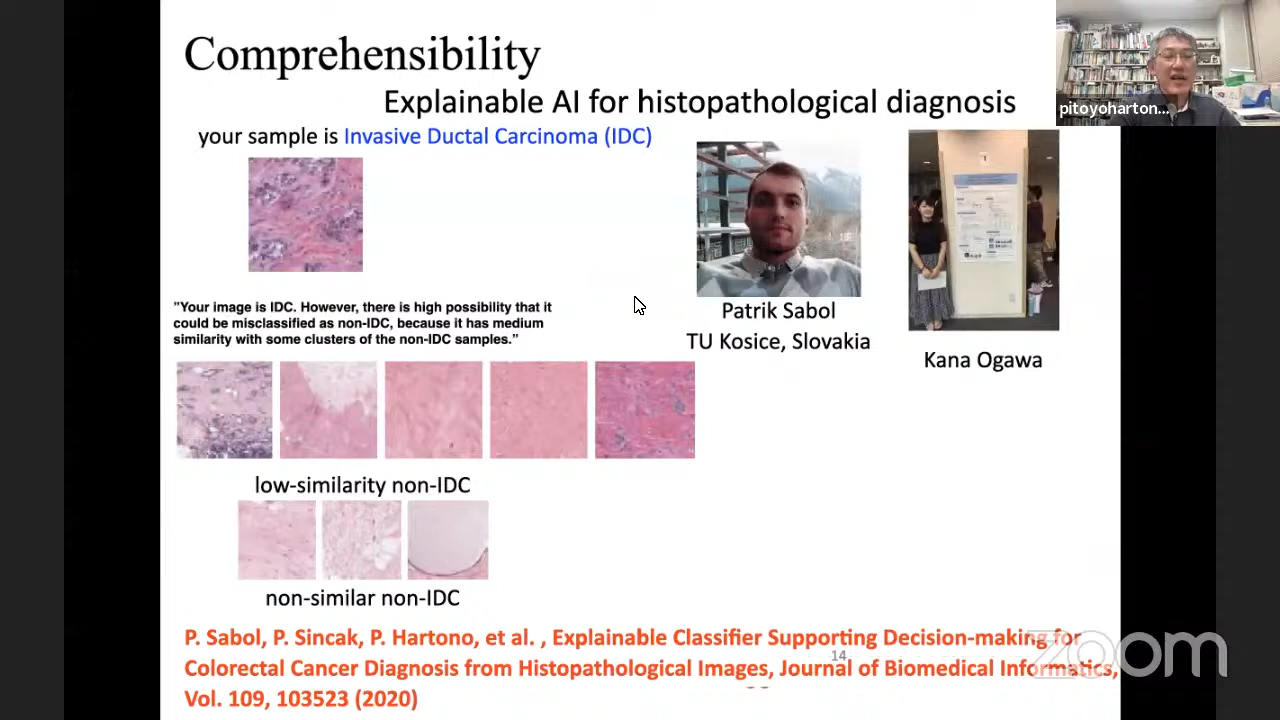 Comprehensibility
Explainable AI for histopathological diagnosis
pitoyoharton...
your sample is Invasive Ductal Carcinoma (IDC)
"Your image is IDC. However, there is high possibility that it
could be misclassified as non-IDC, because it has medium
similarity with some clusters of the non-IDC samples."
Patrik Sabol
TU Kosice, Slovakia
Kana Ogawa
low-similarity non-IDC
non-similar non-IDC
P. Sabol, P. Sincak, P. Hartono, et al. , Explainable Classifier Supporting Decision-making for
Colorectal Cancer Diagnosis from Histopathological Images, Journal of Biomedical Informatics,
Vol. 109, 103523 (2020)
14
zoom